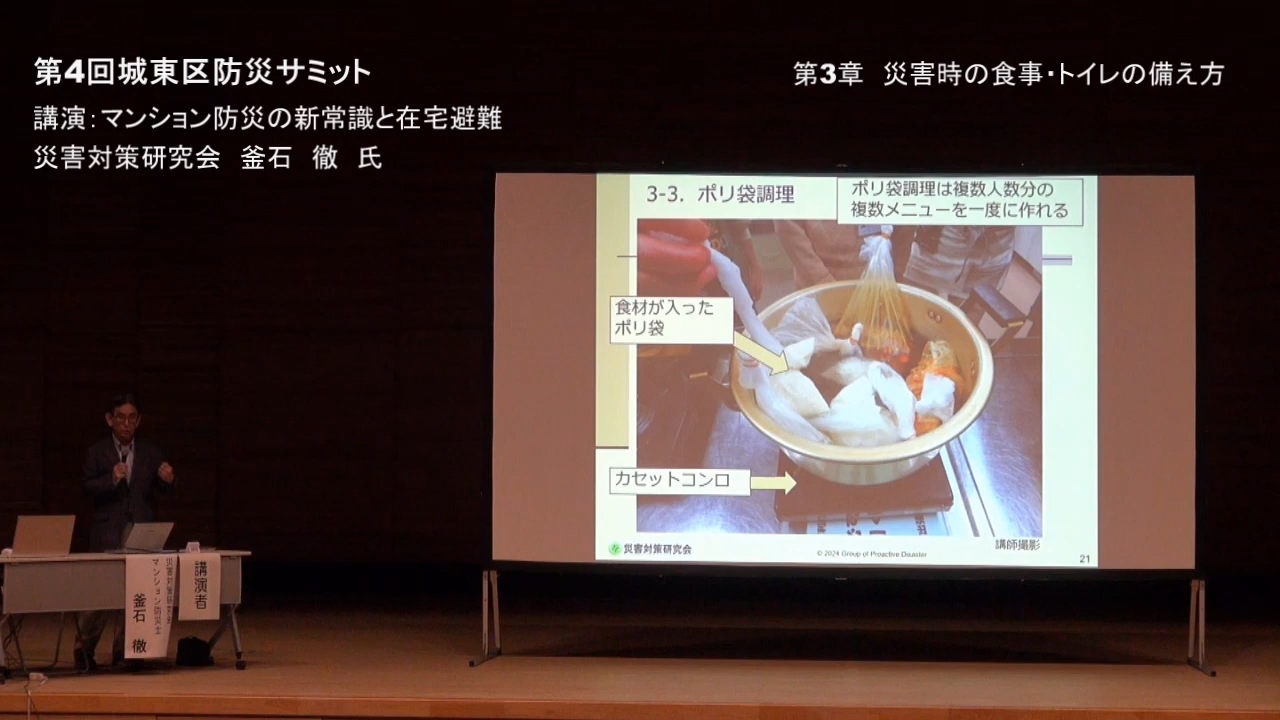 第4回城東区防災サミット
講演：マンション防災の新常識と在宅避難
災害対策研究会　釜石　徹　氏
第3章　災害時の食事・トイレの備え方
3-3. ポリ袋調理
ポリ袋調理は複数人数分の
複数メニューを一度に作れる
食材が入った
ポリ袋
カセットコンロ
講師撮影
災害対策研究会
© 2024 Group of Proactive Disaster
21
講演者
災害対策研究会
マンション防災士
釜石　徹